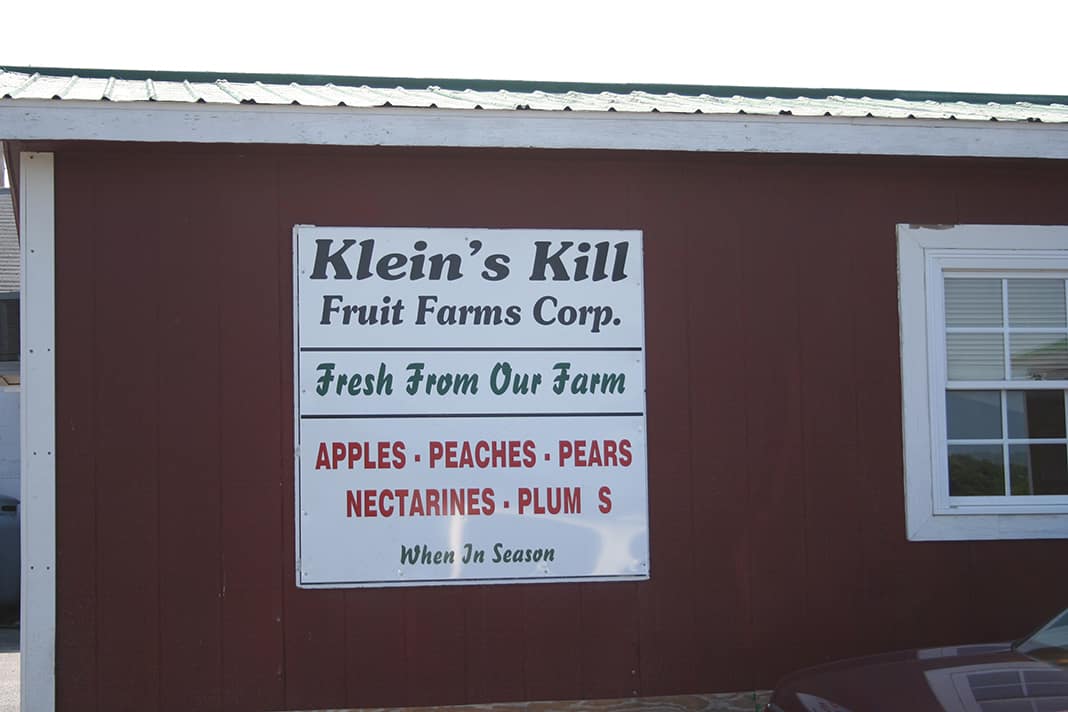 Klein's Kill
Fruit Farms Corp.
Fresh From Our Farm
APPLES · PEACHES · PEARS
NECTARINES · PLUM S
When In Season